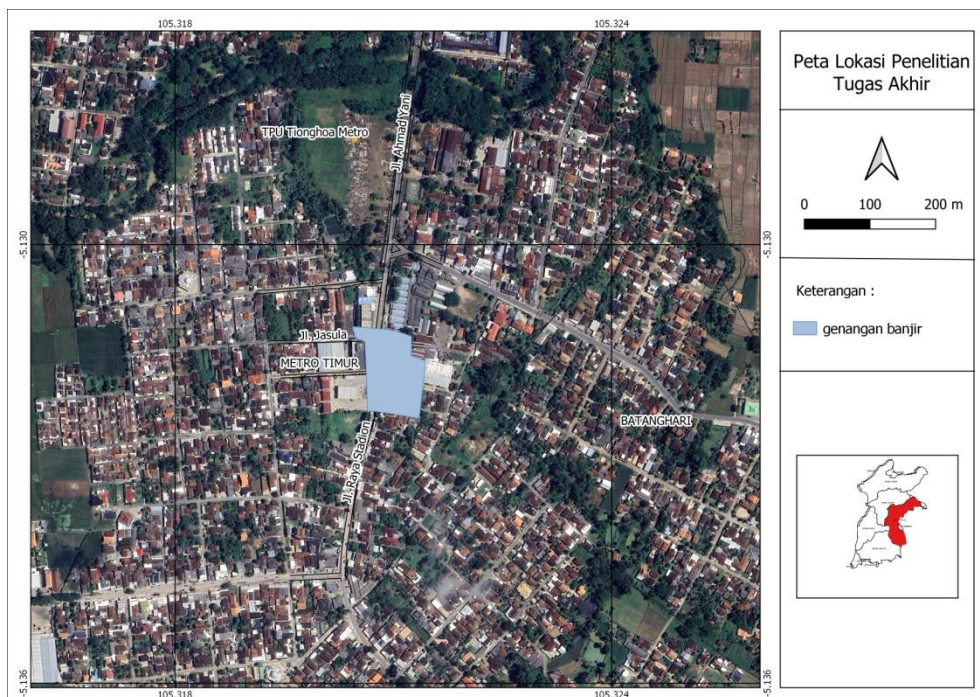 105.318
105.324
TPU Tionghoa Metro
Jl. Ahmad Yani
-5.130
-5.130
Jl. Jasula
METRO TIMUR
BATANGHARI
Jl. Raya Stadion
-5.136
-5.136
105.318
105.324
Peta Lokasi Penelitian
Tugas Akhir
0 100 200 m
Keterangan :
genangan banjir